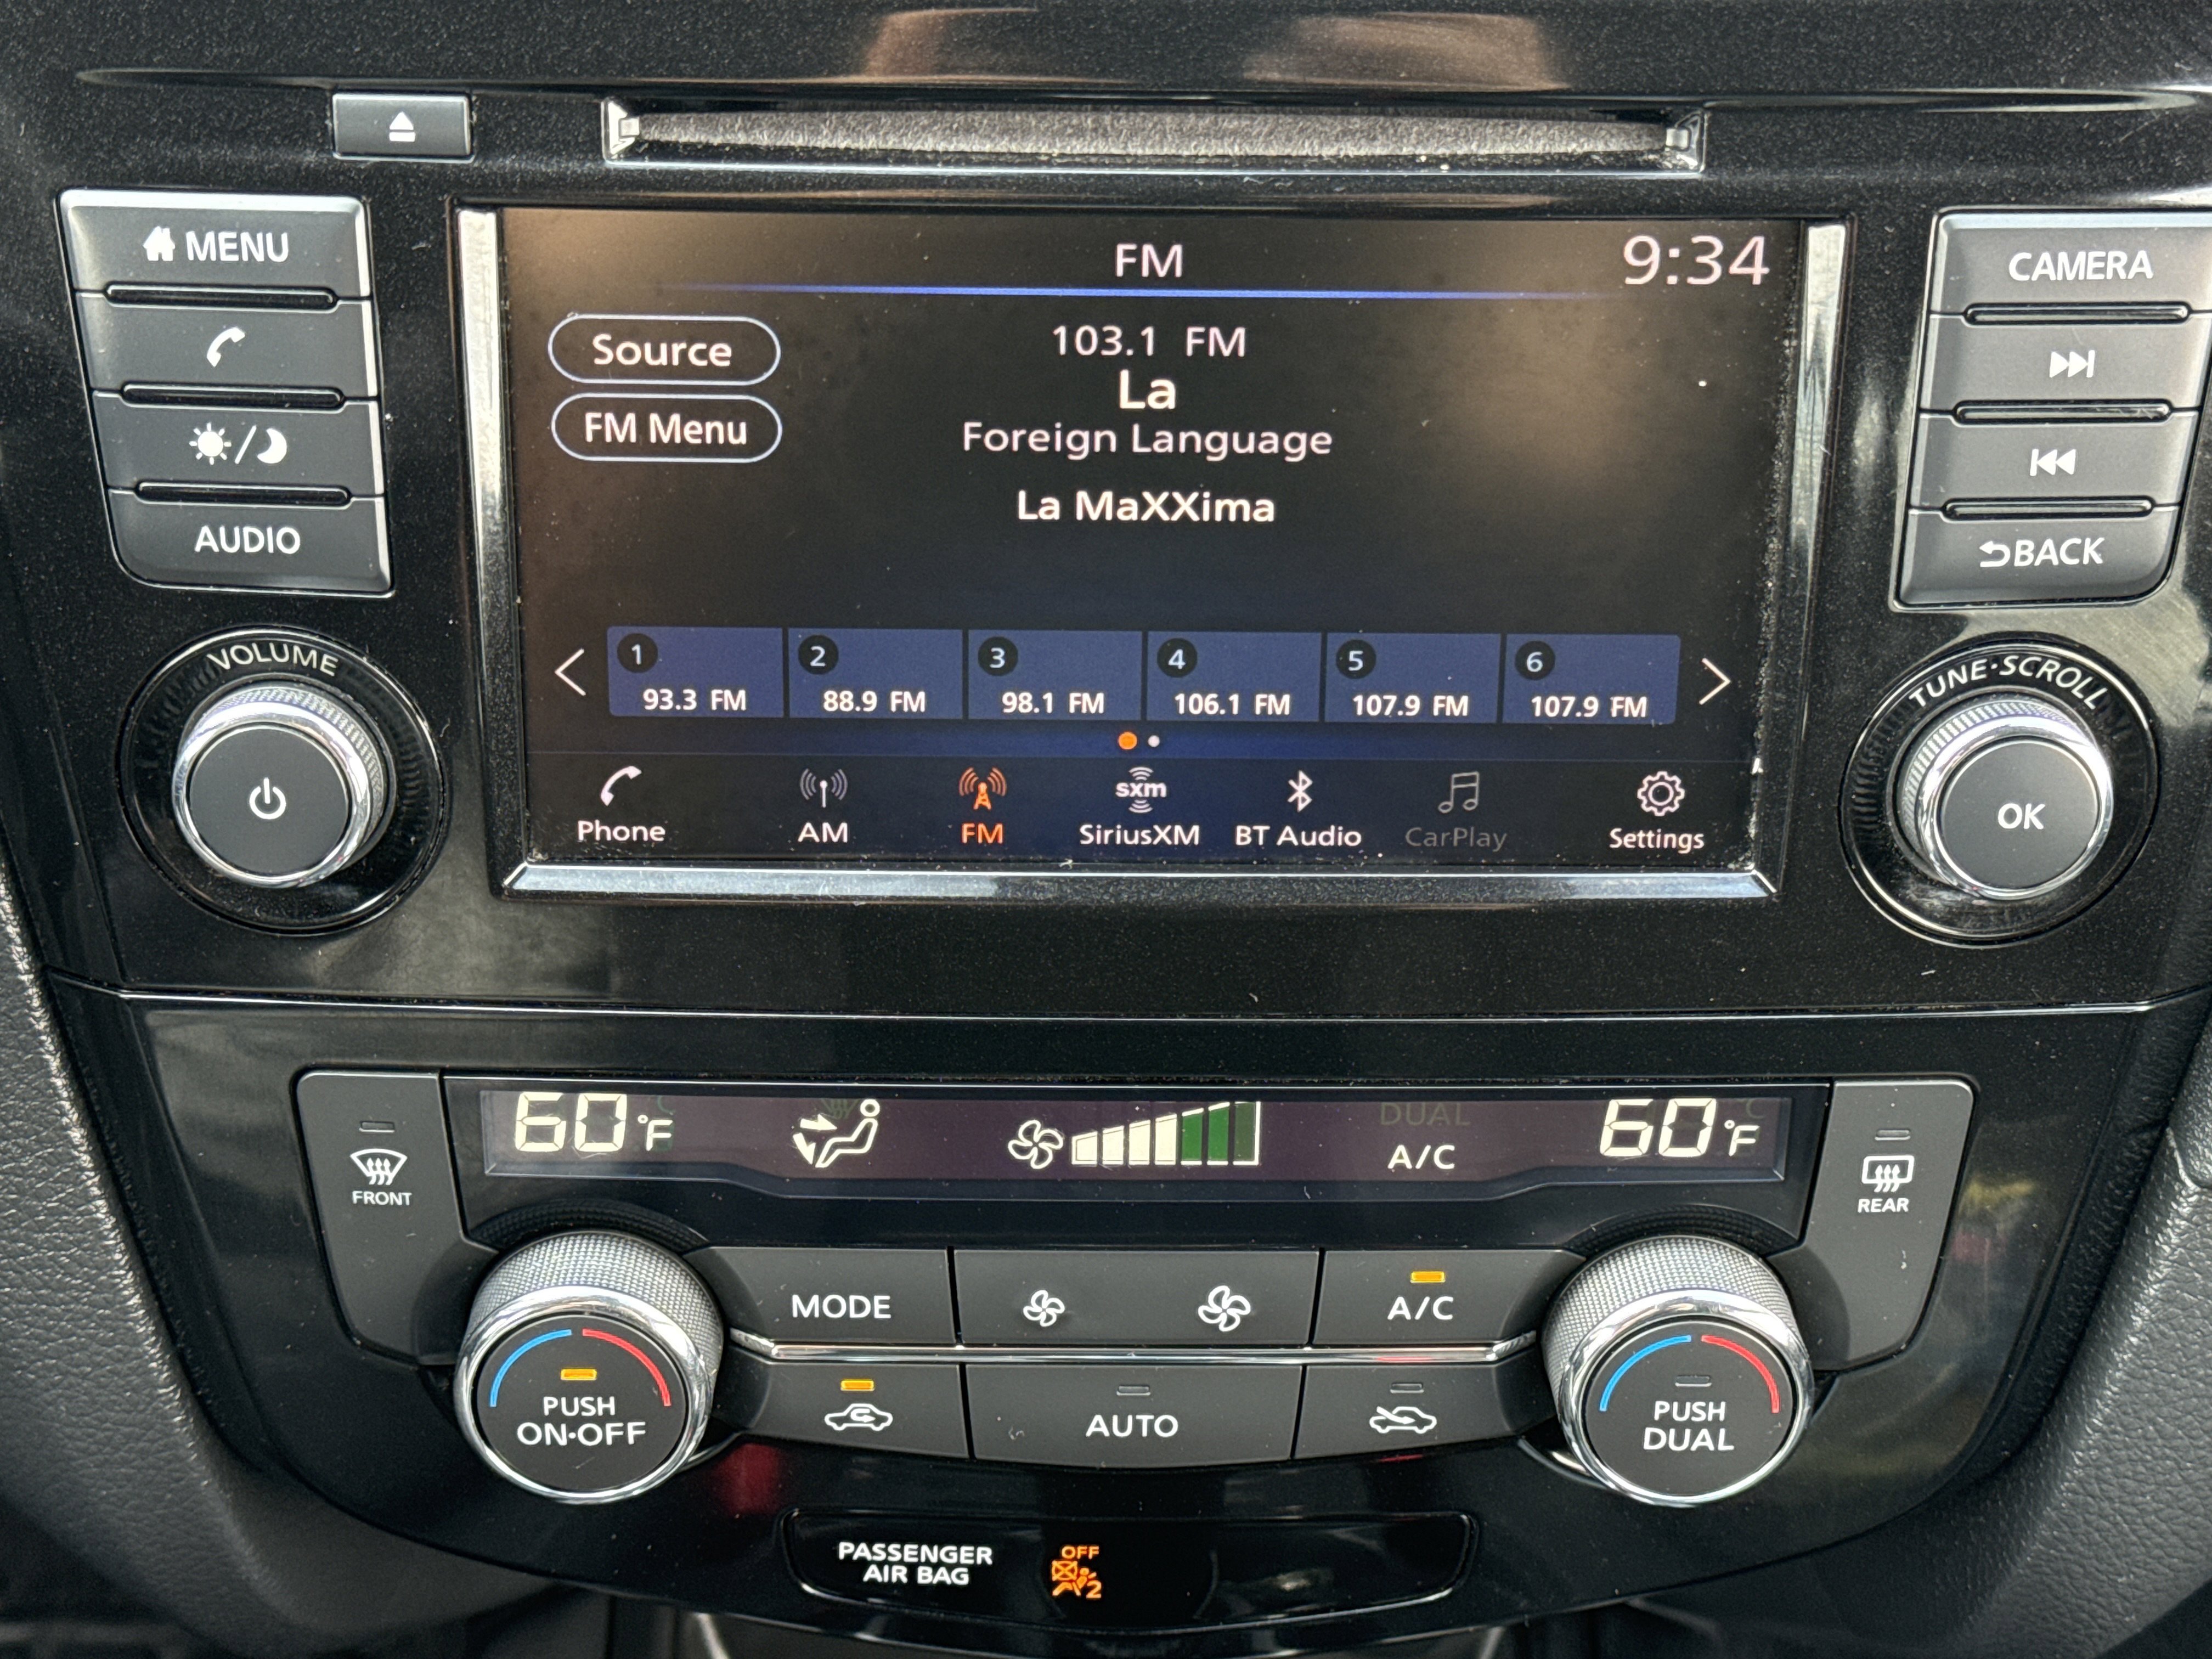 MENU
AUDIO
VOLUME
FM
9:34
Source
FM Menu
103.1 FM
La
Foreign Language
La MaXXima
1
93.3 FM
2
88.9 FM
3
98.1 FM
4
106.1 FM
5
107.9 FM
6
107.9 FM
Phone
AM
FM
sxm
SiriusXM
BT Audio
CarPlay
Settings
CAMERA
BACK
TUNE·SCROLL
OK
FRONT
60°F
DUAL
A/C
60°F
REAR
MODE
A/C
PUSH
ON·OFF
AUTO
PUSH
DUAL
PASSENGER
AIR BAG
OFF
2